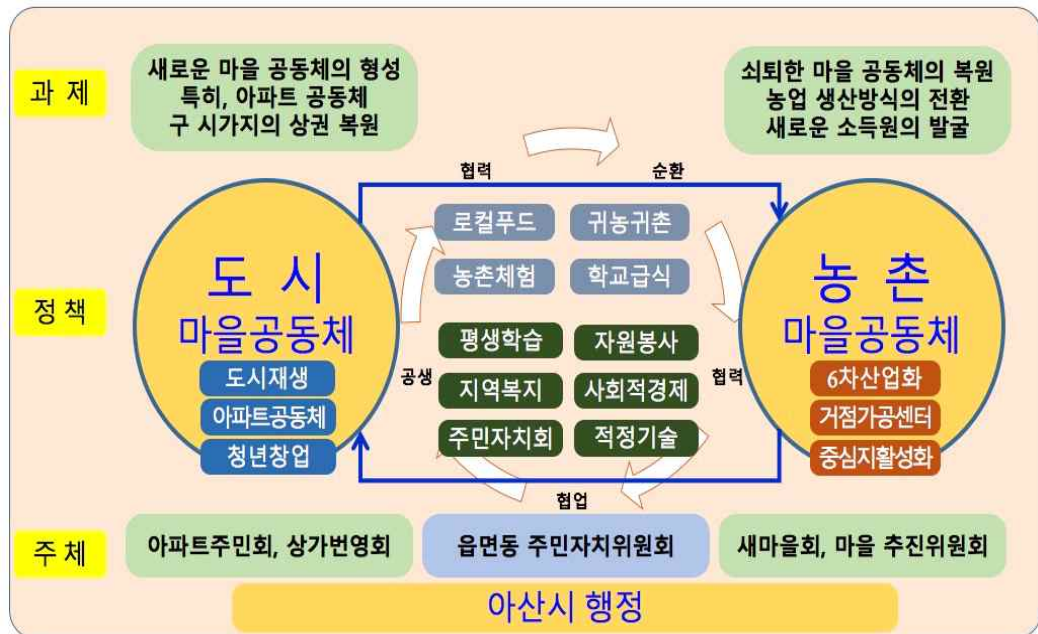 과 제
새로운 마을 공동체의 형성
특히, 아파트 공동체
구 시가지의 상권 복원
쇠퇴한 마을 공동체의 복원
농업 생산방식의 전환
새로운 소득원의 발굴
협력
순환
정 책
도 시
마을공동체
도시재생
아파트공동체
청년창업
로컬푸드
귀농귀촌
농촌체험
학교급식
평생학습
자원봉사
공생
지역복지
사회적경제
협력
주민자치회
적정기술
농 촌
마을공동체
6차산업화
거점가공센터
중심지활성화
협업
주 체
아파트주민회, 상가번영회
읍면동 주민자치위원회
새마을회, 마을 추진위원회
아산시 행정